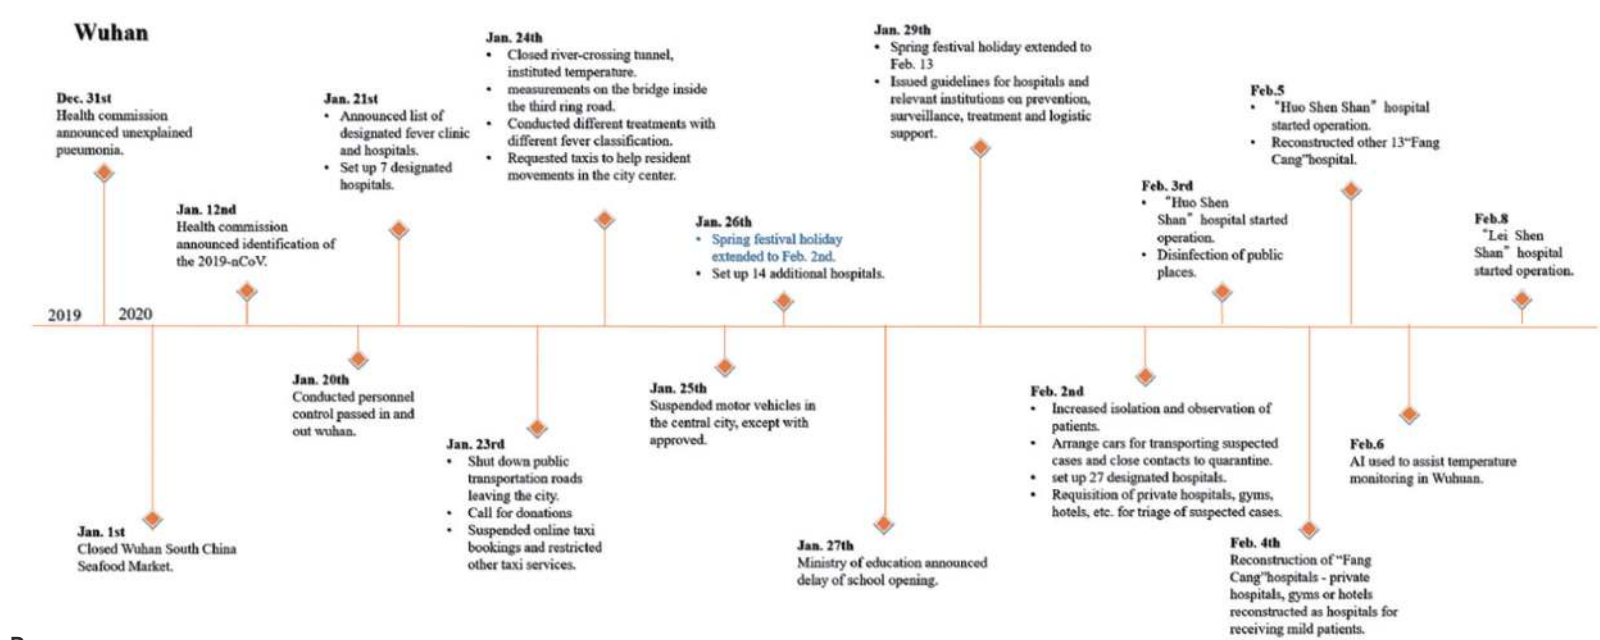 Wuhan
Dec. 31st
Health commission
announced unexplained
pueumonia.
Jan. 12nd
Health commission
announced identification of
the 2019-nCoV.
Jan. 21st
• Announced list of
designated fever clinic
and hospitals.
• Set up 7 designated
hospitals.
Jan. 24th
• Closed river-crossing tunnel,
instituted temperature.
• measurements on the bridge inside
the third ring road.
• Conducted different treatments with
different fever classification.
• Requested taxis to help resident
movements in the city center.
Jan. 26th
• Spring festival holiday
extended to Feb. 2nd.
• Set up 14 additional hospitals.
Jan. 29th
• Spring festival holiday extended to
Feb. 13
• Issued guidelines for hospitals and
relevant institutions on prevention,
surveillance, treatment and logistic
support.
Feb. 3rd
• "Huo Shen
Shan" hospital started
operation.
• Disinfection of public
places.
Feb.5
• "Huo Shen Shan" hospital
started operation.
• Reconstructed other 13"Fang
Cang"hospital.
Feb.8
"Lei Shen
Shan" hospital
started operation.
2019
2020
Jan. 1st
Closed Wuhan South China
Seafood Market.
Jan. 20th
Conducted personnel
control passed in and
out wuhan.
Jan. 23rd
• Shut down public
transportation roads
leaving the city.
• Call for donations
• Suspended online taxi
bookings and restricted
other taxi services.
Jan. 25th
Suspended motor vehicles in
the central city, except with
approved.
Jan. 27th
Ministry of education announced
delay of school opening.
Feb. 2nd
• Increased isolation and observation of
patients.
• Arrange cars for transporting suspected
cases and close contacts to quarantine.
• set up 27 designated hospitals.
• Requisition of private hospitals, gyms,
hotels, etc. for triage of suspected cases.
Feb. 4th
Reconstruction of "Fang
Cang"hospitals - private
hospitals, gyms or hotels
reconstructed as hospitals for
receiving mild patients.
Feb.6
AI used to assist temperature
monitoring in Wuhuan.